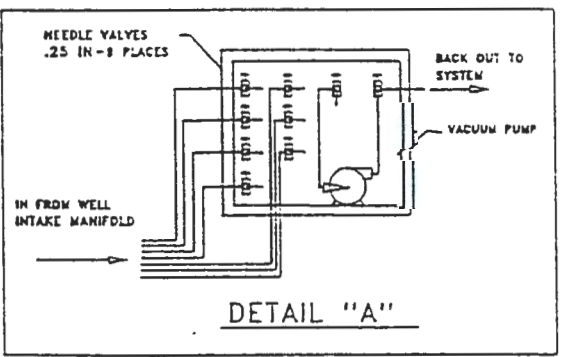 NEEDLE VALVES
.25 IN-8 PLACES
BACK OUT TO
SYSTEM
VACUUM PUMP
IN FROM WELL
INTAKE MANIFOLD
DETAIL "A"